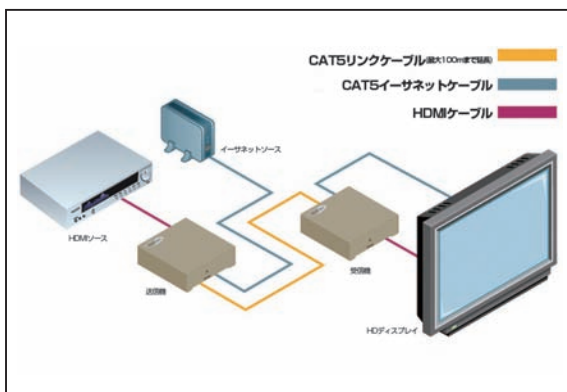 CAT5リンクケーブル(最大100mまで延長)
CAT5イーサネットケーブル
HDMIケーブル
イーサネットソース
HDMIソース
送信機
受信機
HDディスプレイ